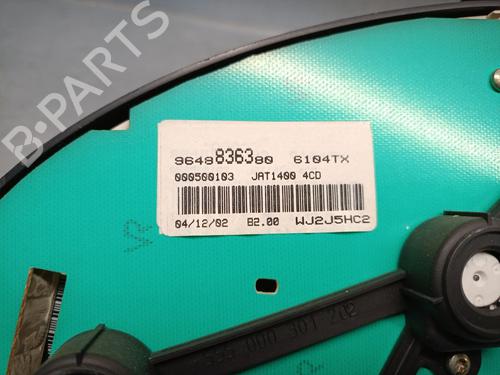 B-PARTS
9648836380 6104TX
000500103 JAT1400 4CD
04/12/02 B2.00 WJ2J5HC2